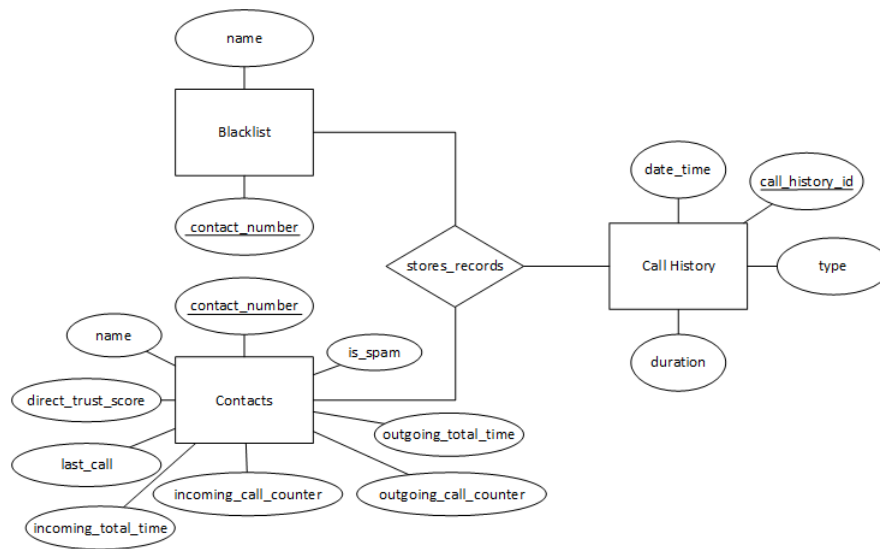 name
Blacklist
contact_number
date_time
call_history_id
stores_records
Call History
type
duration
contact_number
name
is_spam
direct_trust_score
Contacts
outgoing_total_time
last_call
incoming_call_counter
outgoing_call_counter
incoming_total_time